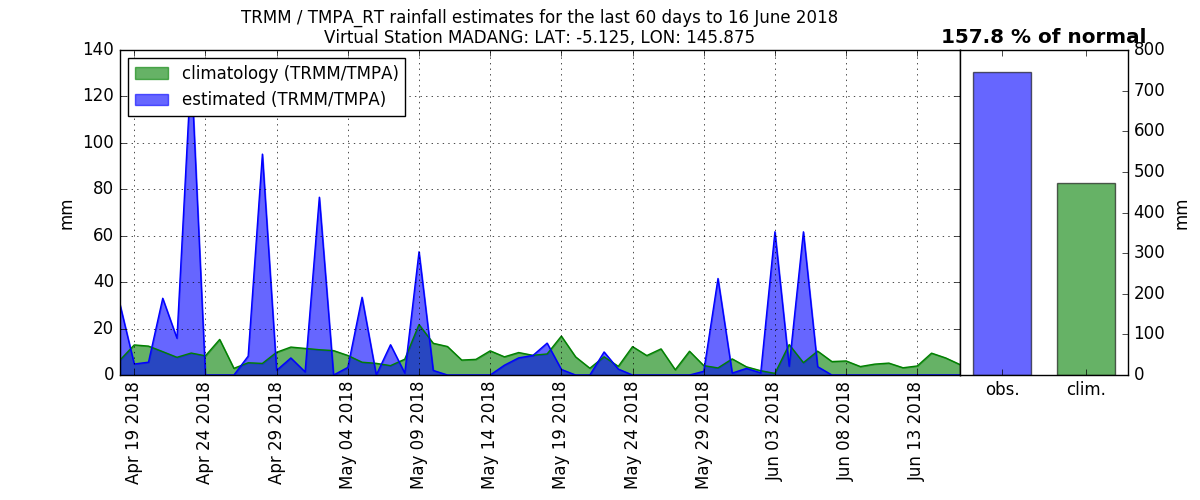 TRMM / TMPA_RT rainfall estimates for the last 60 days to 16 June 2018
Virtual Station MADANG: LAT: -5.125, LON: 145.875
157.8 % of normal
climatology (TRMM/TMPA)
estimated (TRMM/TMPA)
mm
140
120
100
80
60
40
20
0
Apr 19 2018
Apr 24 2018
Apr 29 2018
May 04 2018
May 09 2018
May 14 2018
May 19 2018
May 24 2018
May 29 2018
Jun 03 2018
Jun 08 2018
Jun 13 2018
obs.
clim.
800
700
600
500
400
300
200
100
0
mm